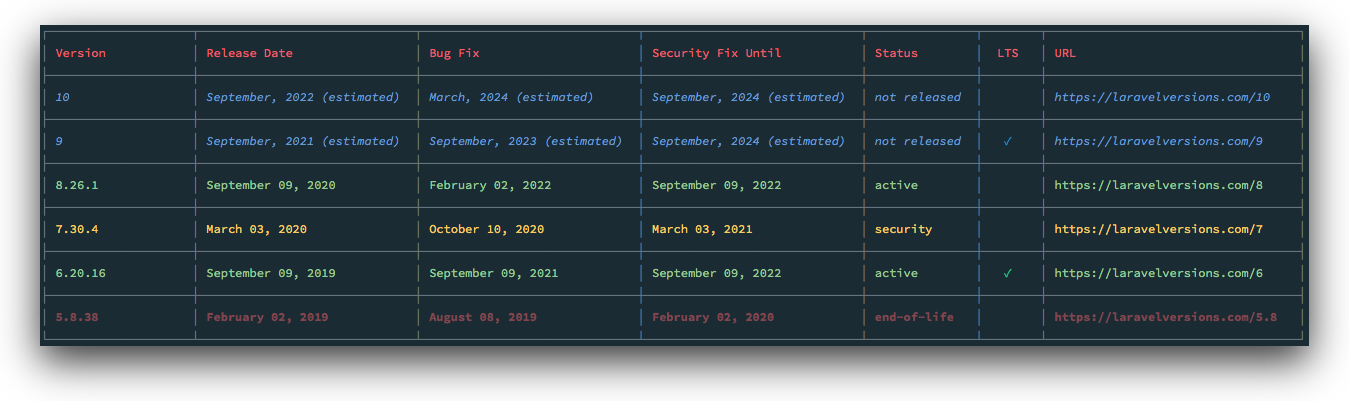 Version Release Date Bug Fix Security Fix Until Status LTS URL
10 September, 2022 (estimated) March, 2024 (estimated) September, 2024 (estimated) not released https://laravelversions.com/10
9 September, 2021 (estimated) September, 2023 (estimated) September, 2024 (estimated) not released ✓ https://laravelversions.com/9
8.26.1 September 09, 2020 February 02, 2022 September 09, 2022 active https://laravelversions.com/8
7.30.4 March 03, 2020 October 10, 2020 March 03, 2021 security https://laravelversions.com/7
6.20.16 September 09, 2019 September 09, 2021 September 09, 2022 active ✓ https://laravelversions.com/6
5.8.38 February 02, 2019 August 08, 2019 February 02, 2020 end-of-life https://laravelversions.com/5.8